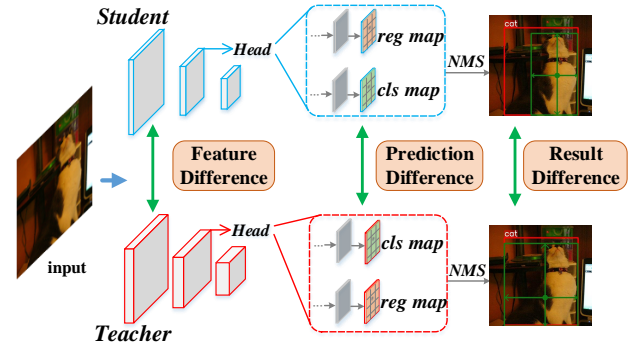 Student
Head
reg map
cls map
NMS
cat
Feature
Difference
Prediction
Difference
Result
Difference
input
Head
cls map
reg map
NMS
cat
Teacher